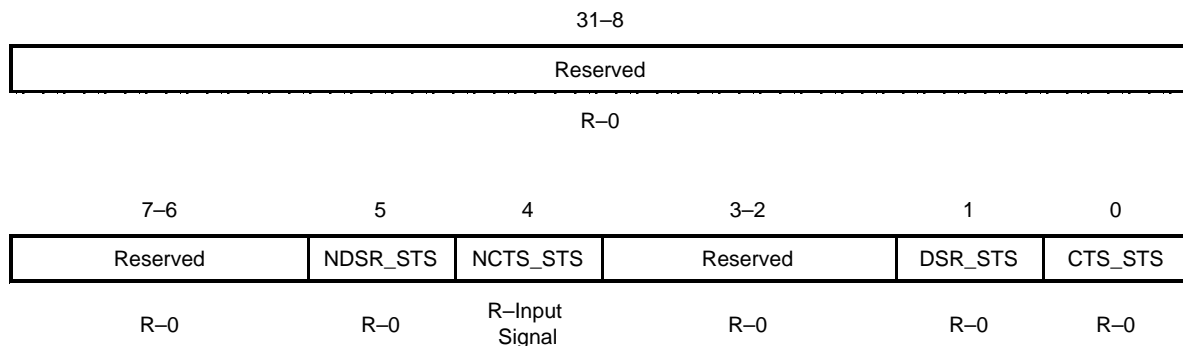 31–8
Reserved
R–0
7–6 5 4 3–2 1 0
Reserved NDSR_STS NCTS_STS Reserved DSR_STS CTS_STS
R–0 R–0 R–Input Signal R–0 R–0 R–0